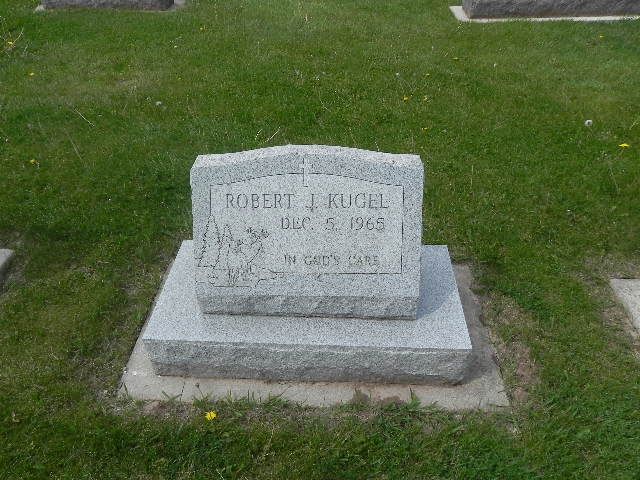 ROBERT J. KUGEL
DEC. 5, 1965
IN GOD'S CARE